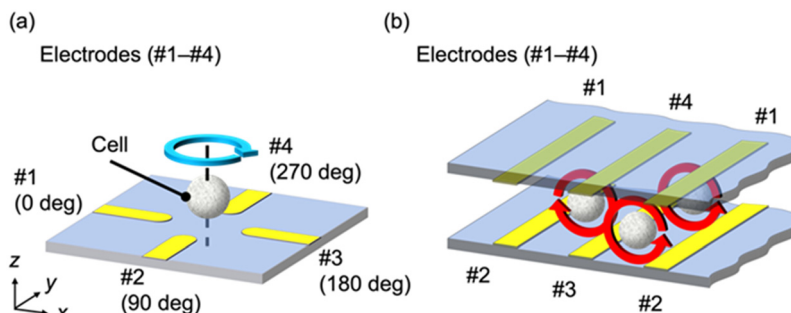 (a)
Electrodes (#1–#4)
Cell
#4
(270 deg)
#1
(0 deg)
#2
(90 deg)
#3
(180 deg)
z
y
x
(b)
Electrodes (#1–#4)
#1
#4
#1
#2
#3
#2